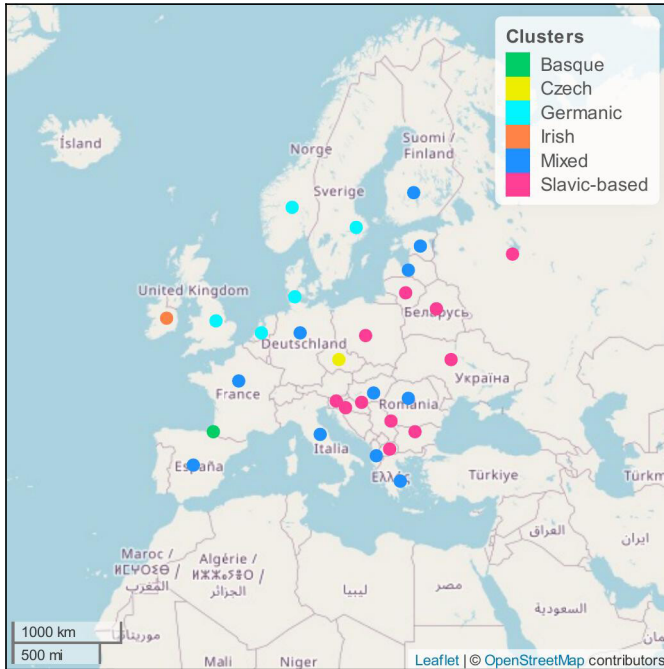 Clusters
Basque
Czech
Germanic
Irish
Mixed
Slavic-based
Ísland
Norge
Suomi /
Finland
Sverige
United Kingdom
Беларусь
Deutschland
Україна
France
Romania
Italia
España
Ελλάς
Türkiye
Türkm
Maroc /
ⵍⵎⵖⵔⵉⴱ /
المغرب
Algérie /
ⵍⵣⵣⴰⵢⴻⵔ /
الجزائر
ليبيا
مصر
العراق
ایران
السعودية
عمان
موريتانيا
Mali
Niger
1000 km
500 mi
Leaflet | © OpenStreetMap contributors